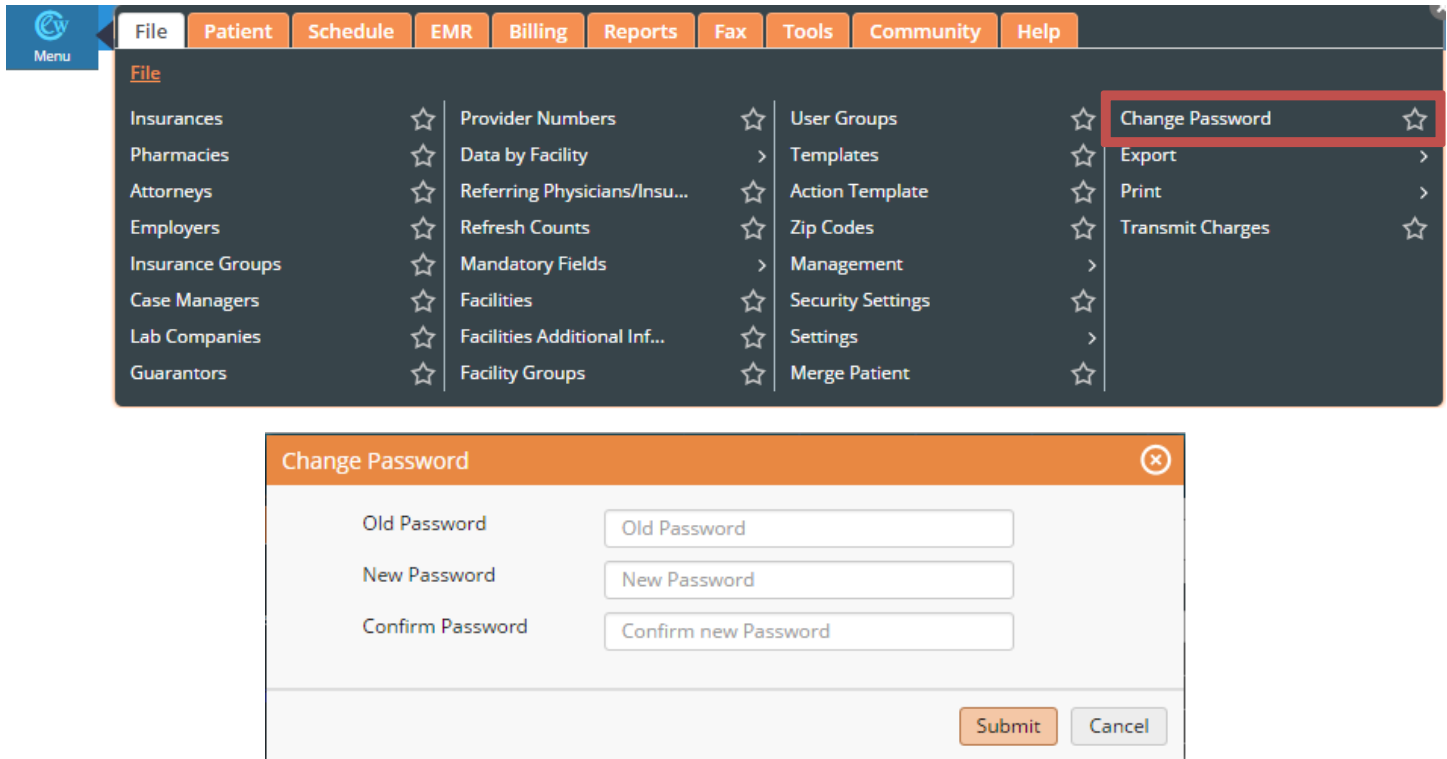 CW
Menu
File Patient Schedule EMR Billing Reports Fax Tools Community Help
File
Insurances Provider Numbers User Groups Change Password
Pharmacies Data by Facility Templates Export
Attorneys Referring Physicians/Insu... Action Template Print
Employers Refresh Counts Zip Codes Transmit Charges
Insurance Groups Mandatory Fields Management
Case Managers Facilities Security Settings
Lab Companies Facilities Additional Inf... Settings
Guarantors Facility Groups Merge Patient
Change Password
Old Password Old Password
New Password New Password
Confirm Password Confirm new Password
Submit Cancel